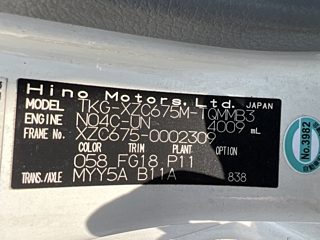 Hino Motors, Ltd. JAPAN
MODEL TKG-XZC675M-TQMMB3
ENGINE N04C-UN 4009 mL
FRAME No. XZC675-0002309
COLOR TRIM PLANT OPTION
058 FG18 P11
TRANS./AXLE MYY5A B11A 838
No.3982